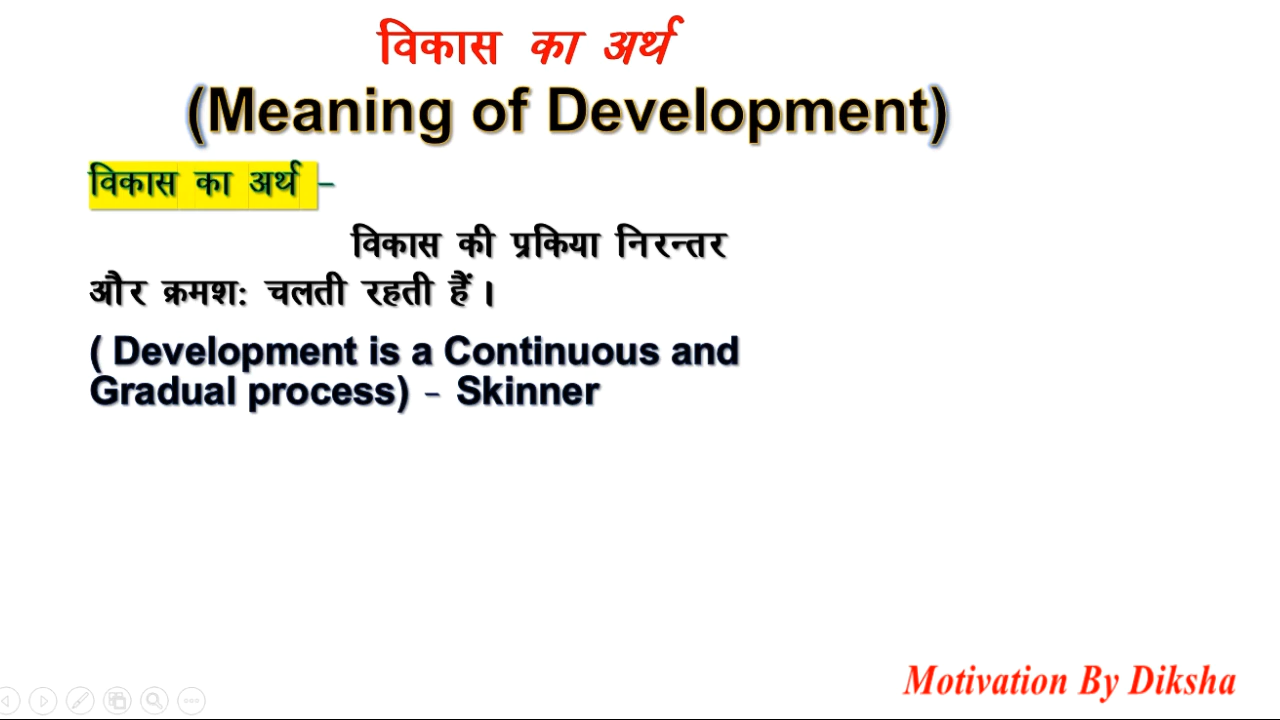 विकास का अर्थ
(Meaning of Development)
विकास का अर्थ –
विकास की प्रकिया निरन्तर
और क्रमश: चलती रहती हैं ।
( Development is a Continuous and
Gradual process) – Skinner
Motivation By Diksha